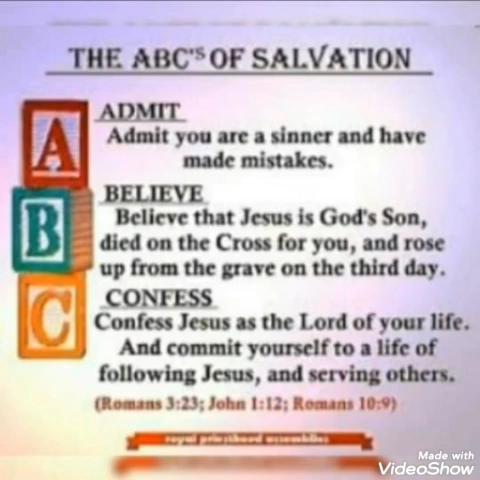 THE ABC'S OF SALVATION
A
ADMIT
Admit you are a sinner and have
made mistakes.
B
BELIEVE
Believe that Jesus is God's Son,
died on the Cross for you, and rose
up from the grave on the third day.
C
CONFESS
Confess Jesus as the Lord of your life.
And commit yourself to a life of
following Jesus, and serving others.
(Romans 3:23; John 1:12; Romans 10:9)
royal priesthood assemblies
Made with
VideoShow